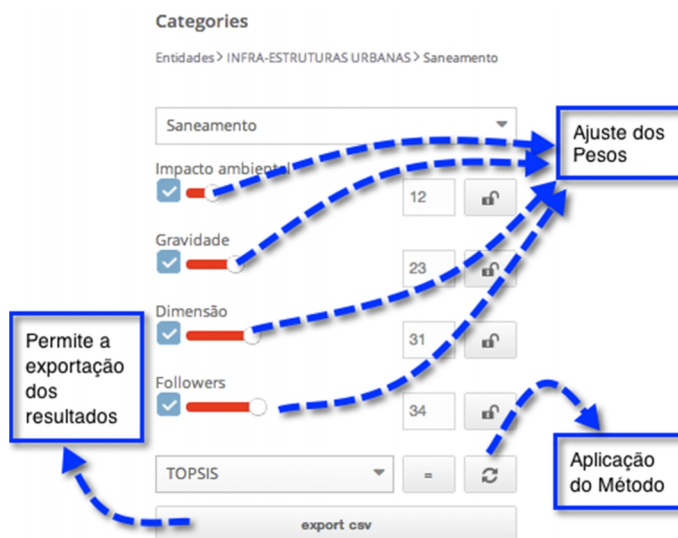 Categories
Entidades > INFRA-ESTRUTURAS URBANAS > Saneamento
Saneamento
Ajuste dos
Pesos
Impacto ambiental
12
Gravidade
23
Dimensão
31
Permite a
exportação
dos
resultados
Followers
34
TOPSIS
=
Aplicação
do Método
export csv